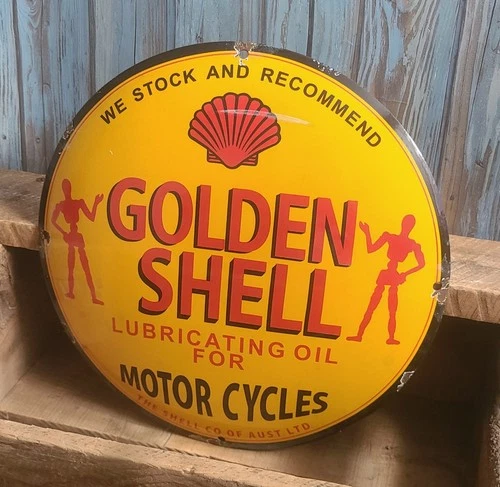 WE STOCK AND RECOMMEND
GOLDEN
SHELL
LUBRICATING OIL
FOR
MOTOR CYCLES
THE SHELL CO OF AUST LTD